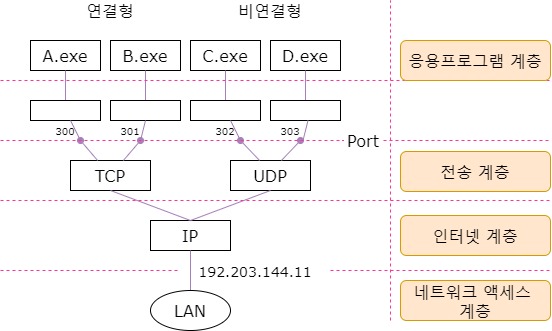 연결형 비연결형
A.exe B.exe C.exe D.exe 응용프로그램 계층
300 301 302 303
Port
TCP UDP 전송 계층
IP 인터넷 계층
192.203.144.11
LAN 네트워크 액세스
계층